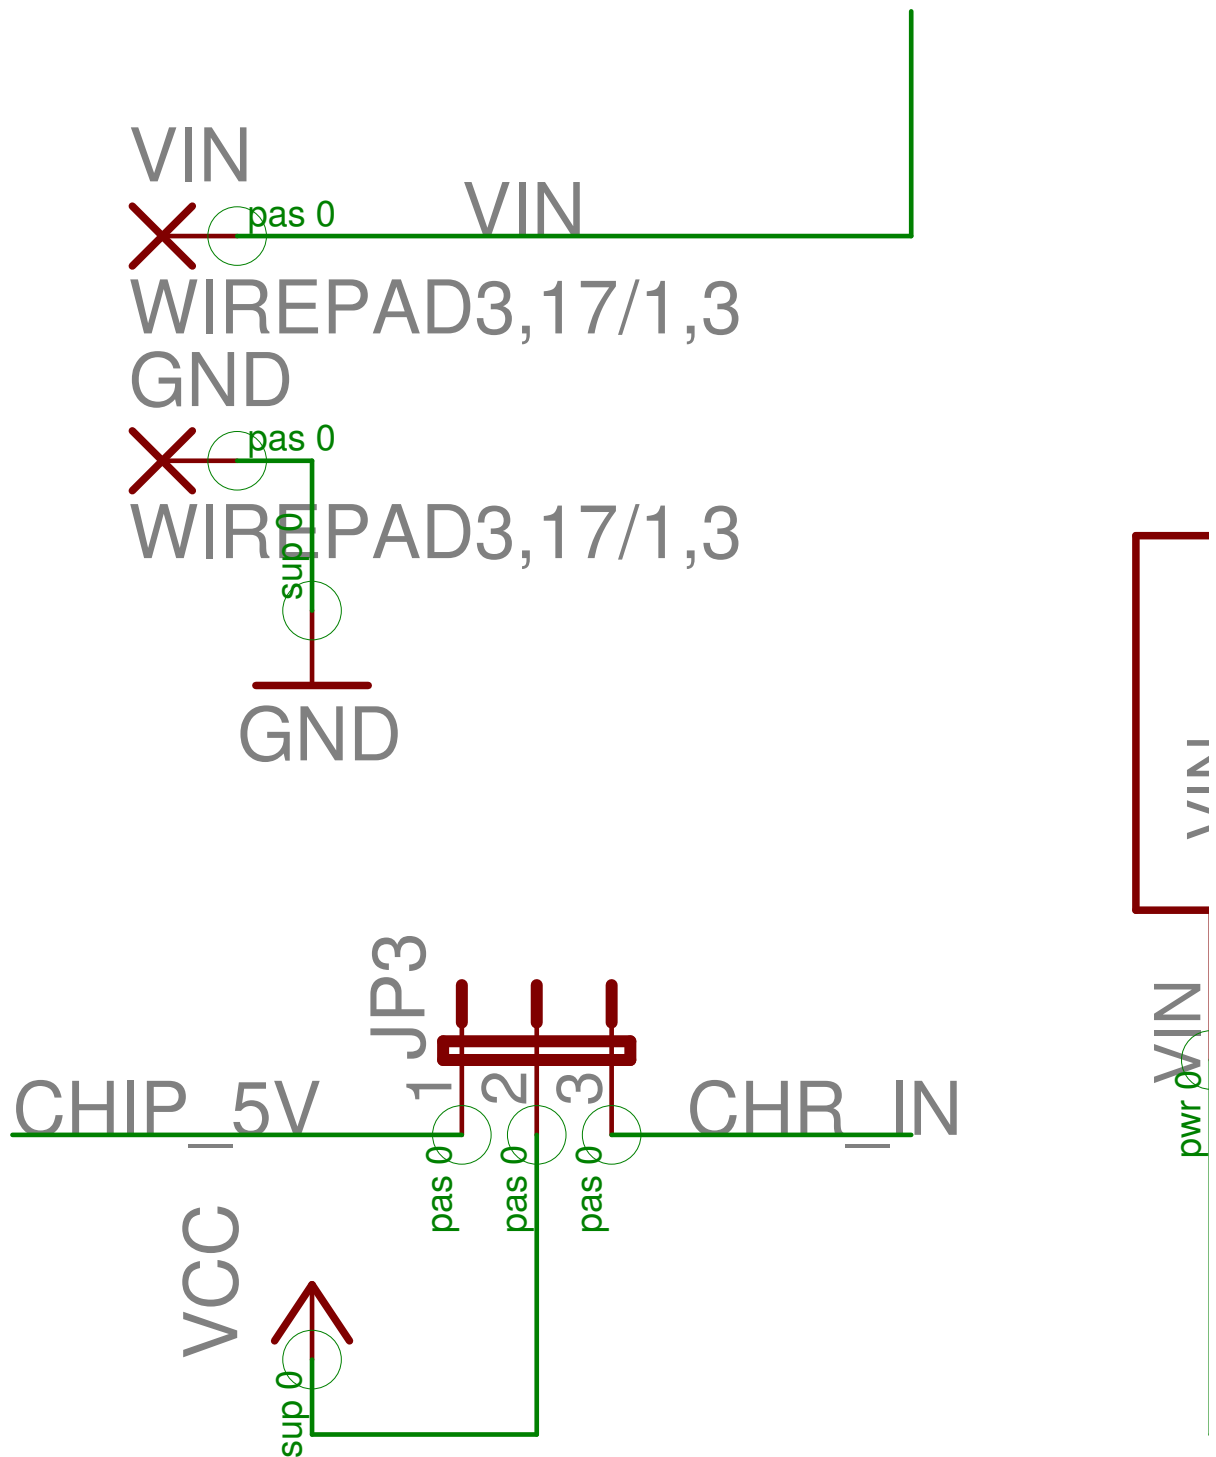 VIN
pas 0
VIN
WIREPAD3,17/1,3
GND
pas 0
WIREPAD3,17/1,3
sup 0
GND
VIN
JP3
1
2
3
CHIP_5V
CHR_IN
VIN
pwr 0
pas 0
pas 0
pas 0
VCC
sup 0